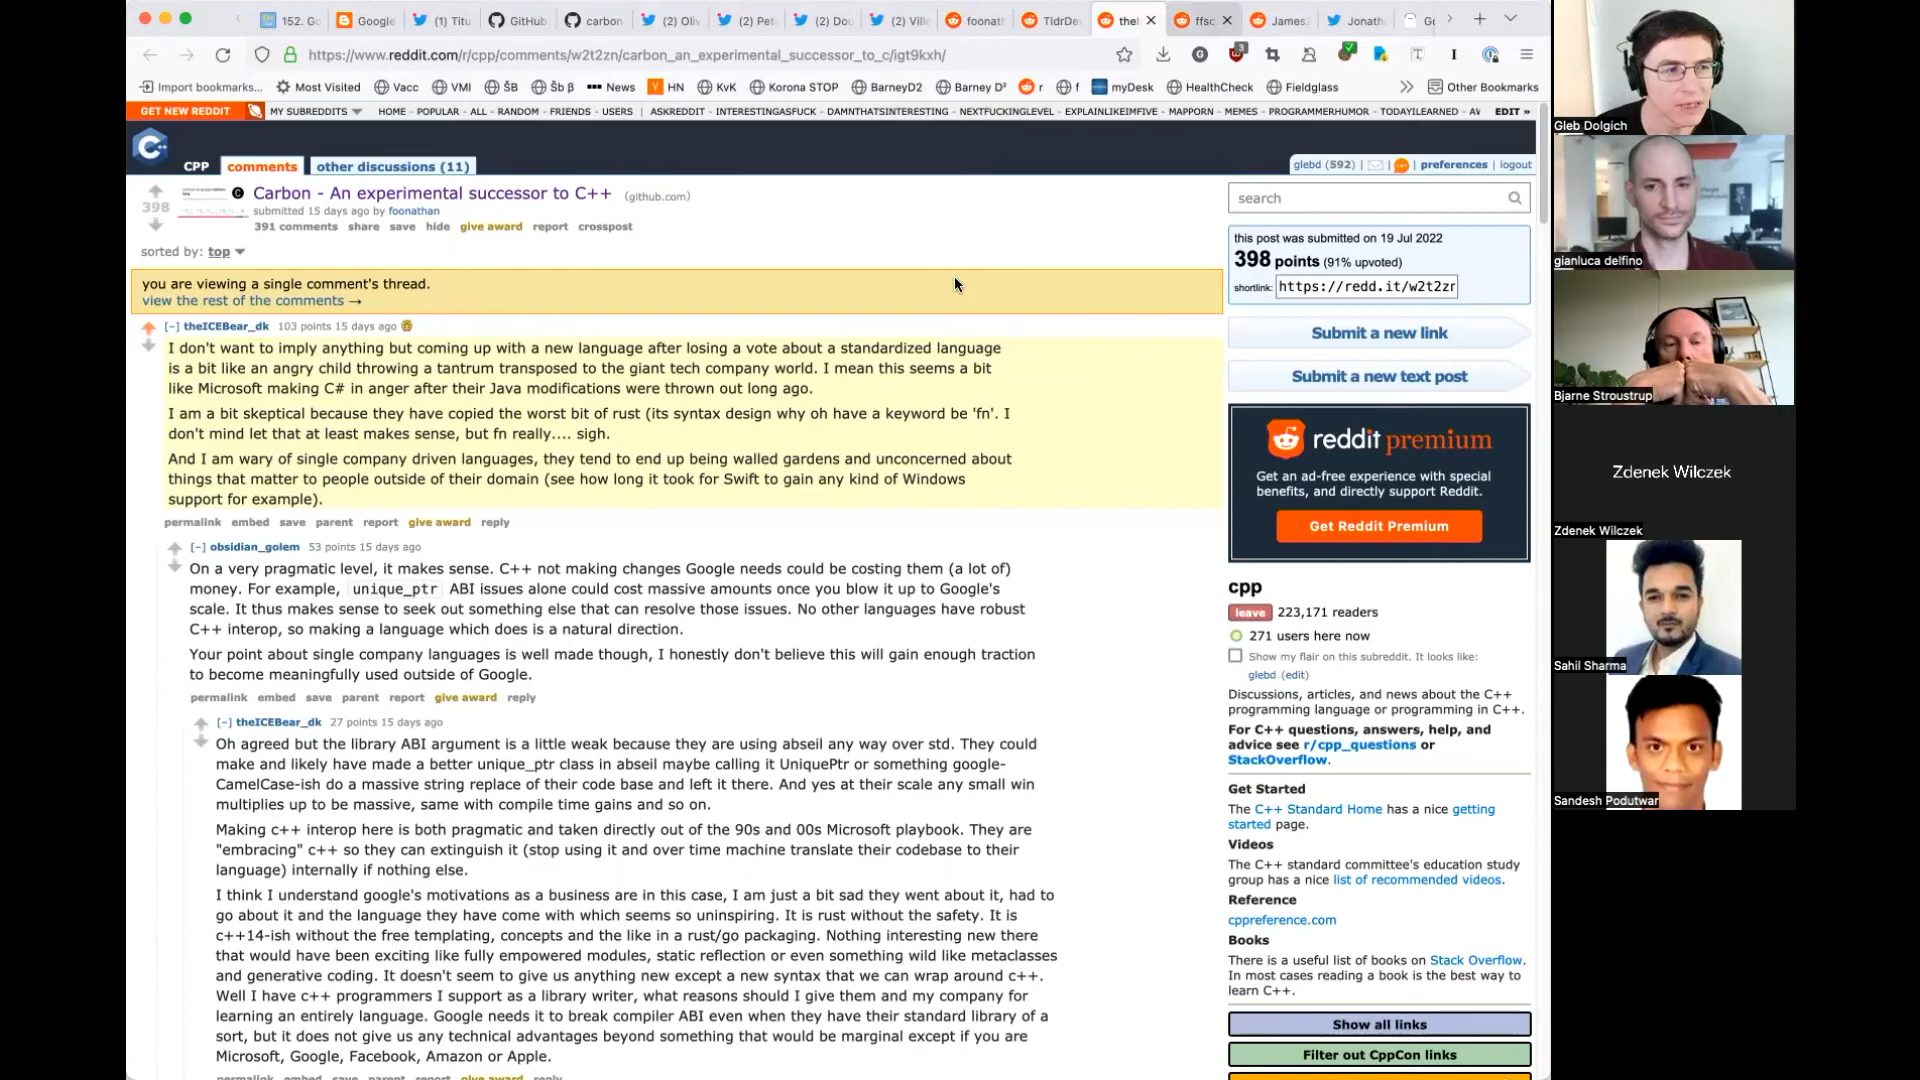 152. Go
Google
(1) Titu
GitHub
carbon
(2) Oliv
(2) Pet
(2) Dou
(2) Ville
foonath
TldrDev
thel
ffsc
James
Jonath
Go
https://www.reddit.com/r/cpp/comments/w2t2zn/carbon_an_experimental_successor_to_c/igt9kxh/
Import bookmarks... Most Visited Vacc VMI ŠB Šb β News HN KvK Korona STOP BarneyD2 Barney D² r f myDesk HealthCheck Fieldglass Other Bookmarks
GET NEW REDDIT MY SUBREDDITS HOME - POPULAR - ALL - RANDOM - FRIENDS - USERS | ASKREDDIT - INTERESTINGASFUCK - DAMNTHATSINTERESTING - NEXTFUCKINGLEVEL - EXPLAINLIKEIMFIVE - MAPPORN - MEMES - PROGRAMMERHUMOR - TODAYILEARNED - AV EDIT »
CPP comments other discussions (11)
glebd (592) | | | preferences | logout
398
Carbon - An experimental successor to C++ (github.com)
submitted 15 days ago by foonathan
391 comments share save hide give award report crosspost
sorted by: top
you are viewing a single comment's thread.
view the rest of the comments →
[–] theICEBear_dk 103 points 15 days ago
I don't want to imply anything but coming up with a new language after losing a vote about a standardized language
is a bit like an angry child throwing a tantrum transposed to the giant tech company world. I mean this seems a bit
like Microsoft making C# in anger after their Java modifications were thrown out long ago.
I am a bit skeptical because they have copied the worst bit of rust (its syntax design why oh have a keyword be 'fn'. I
don't mind let that at least makes sense, but fn really.... sigh.
And I am wary of single company driven languages, they tend to end up being walled gardens and unconcerned about
things that matter to people outside of their domain (see how long it took for Swift to gain any kind of Windows
support for example).
permalink embed save parent report give award reply
[–] obsidian_golem 53 points 15 days ago
On a very pragmatic level, it makes sense. C++ not making changes Google needs could be costing them (a lot of)
money. For example, unique_ptr ABI issues alone could cost massive amounts once you blow it up to Google's
scale. It thus makes sense to seek out something else that can resolve those issues. No other languages have robust
C++ interop, so making a language which does is a natural direction.
Your point about single company languages is well made though, I honestly don't believe this will gain enough traction
to become meaningfully used outside of Google.
permalink embed save parent report give award reply
[–] theICEBear_dk 27 points 15 days ago
Oh agreed but the library ABI argument is a little weak because they are using abseil any way over std. They could
make and likely have made a better unique_ptr class in abseil maybe calling it UniquePtr or something google-
CamelCase-ish do a massive string replace of their code base and left it there. And yes at their scale any small win
multiplies up to be massive, same with compile time gains and so on.
Making c++ interop here is both pragmatic and taken directly out of the 90s and 00s Microsoft playbook. They are
"embracing" c++ so they can extinguish it (stop using it and over time machine translate their codebase to their
language) internally if nothing else.
I think I understand google's motivations as a business are in this case, I am just a bit sad they went about it, had to
go about it and the language they have come with which seems so uninspiring. It is rust without the safety. It is
c++14-ish without the free templating, concepts and the like in a rust/go packaging. Nothing interesting new there
that would have been exciting like fully empowered modules, static reflection or even something wild like metaclasses
and generative coding. It doesn't seem to give us anything new except a new syntax that we can wrap around c++.
Well I have c++ programmers I support as a library writer, what reasons should I give them and my company for
learning an entirely language. Google needs it to break compiler ABI even when they have their standard library of a
sort, but it does not give us any technical advantages beyond something that would be marginal except if you are
Microsoft, Google, Facebook, Amazon or Apple.
permalink embed save parent report give award reply
search
this post was submitted on 19 Jul 2022
398 points (91% upvoted)
shortlink: https://redd.it/w2t2zn
Submit a new link
Submit a new text post
reddit premium
Get an ad-free experience with special
benefits, and directly support Reddit.
Get Reddit Premium
cpp
leave 223,171 readers
271 users here now
Show my flair on this subreddit. It looks like:
glebd (edit)
Discussions, articles, and news about the C++
programming language or programming in C++.
For C++ questions, answers, help, and
advice see r/cpp_questions or
StackOverflow.
Get Started
The C++ Standard Home has a nice getting
started page.
Videos
The C++ standard committee's education study
group has a nice list of recommended videos.
Reference
cppreference.com
Books
There is a useful list of books on Stack Overflow.
In most cases reading a book is the best way to
learn C++.
Show all links
Filter out CppCon links
Gleb Dolgich
gianluca delfino
Bjarne Stroustrup
Zdenek Wilczek
Zdenek Wilczek
Sahil Sharma
Sandesh Podutwar